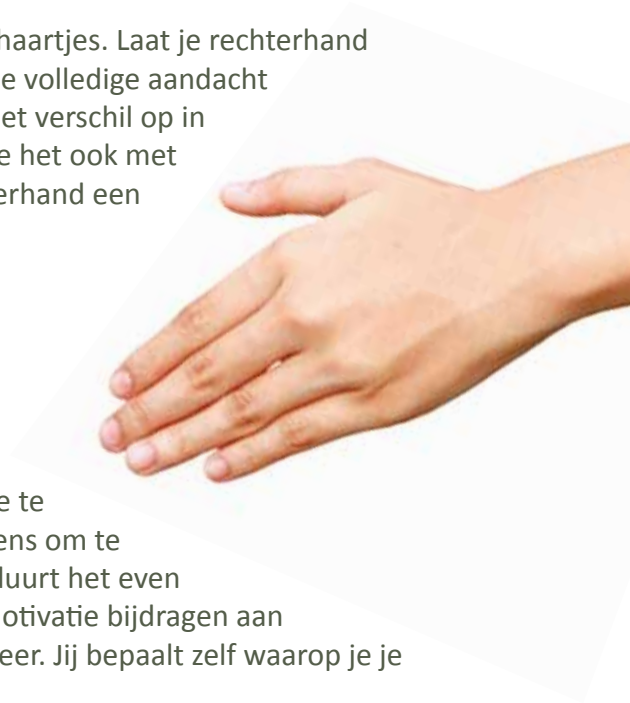 haartjes. Laat je rechterhand
e volledige aandacht
et verschil op in
e het ook met
erhand een
e te
ens om te
luurt het even
otivatie bijdragen aan
eer. Jij bepaalt zelf waarop je je